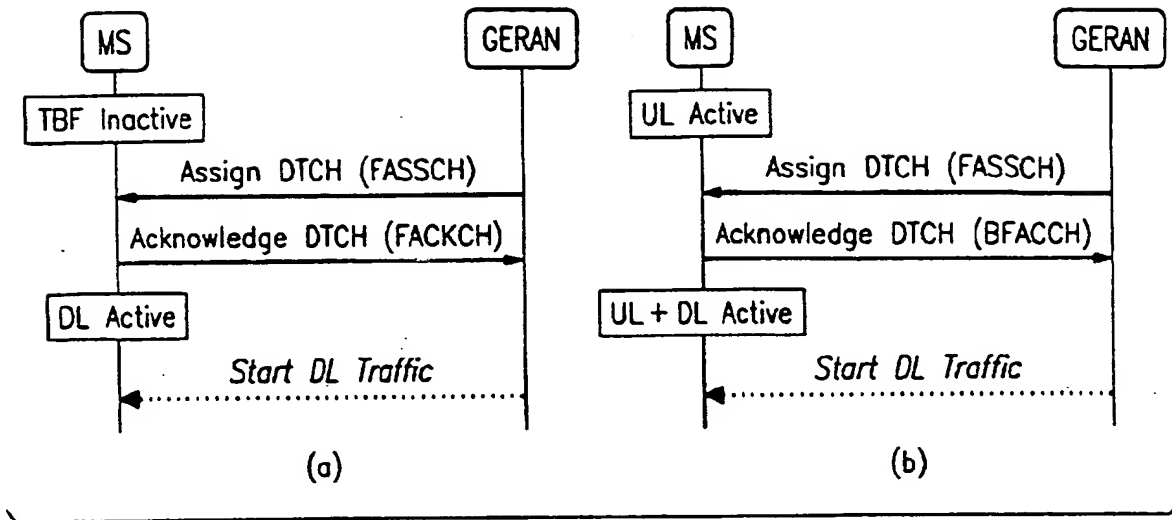 MS
GERAN
TBF Inactive
Assign DTCH (FASSCH)
Acknowledge DTCH (FACKCH)
DL Active
Start DL Traffic
(a)
MS
GERAN
UL Active
Assign DTCH (FASSCH)
Acknowledge DTCH (BFACCH)
UL + DL Active
Start DL Traffic
(b)